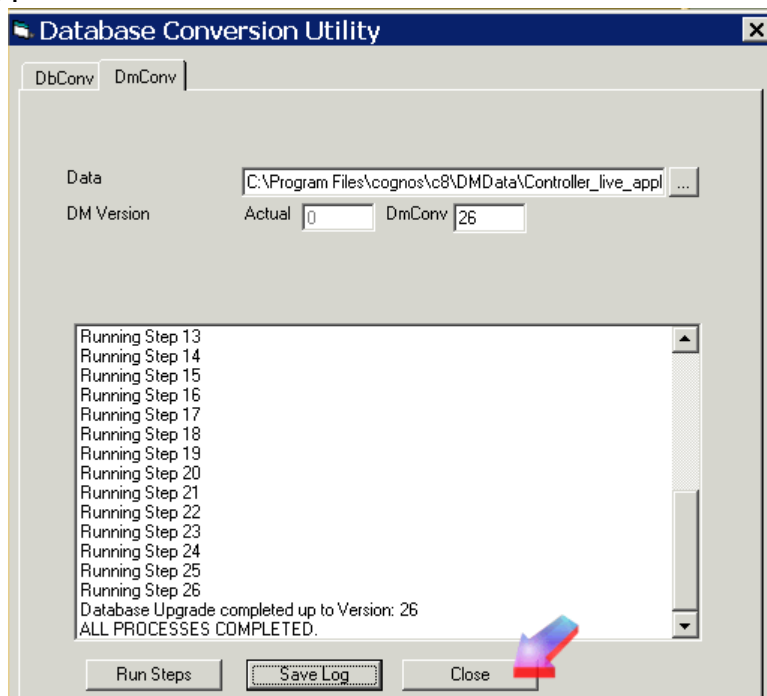 Database Conversion Utility
DbConv DmConv
Data C:\Program Files\cognos\c8\DMData\Controller_live_appl ...
DM Version Actual 0 DmConv 26
Running Step 13
Running Step 14
Running Step 15
Running Step 16
Running Step 17
Running Step 18
Running Step 19
Running Step 20
Running Step 21
Running Step 22
Running Step 23
Running Step 24
Running Step 25
Running Step 26
Database Upgrade completed up to Version: 26
ALL PROCESSES COMPLETED.
Run Steps Save Log Close